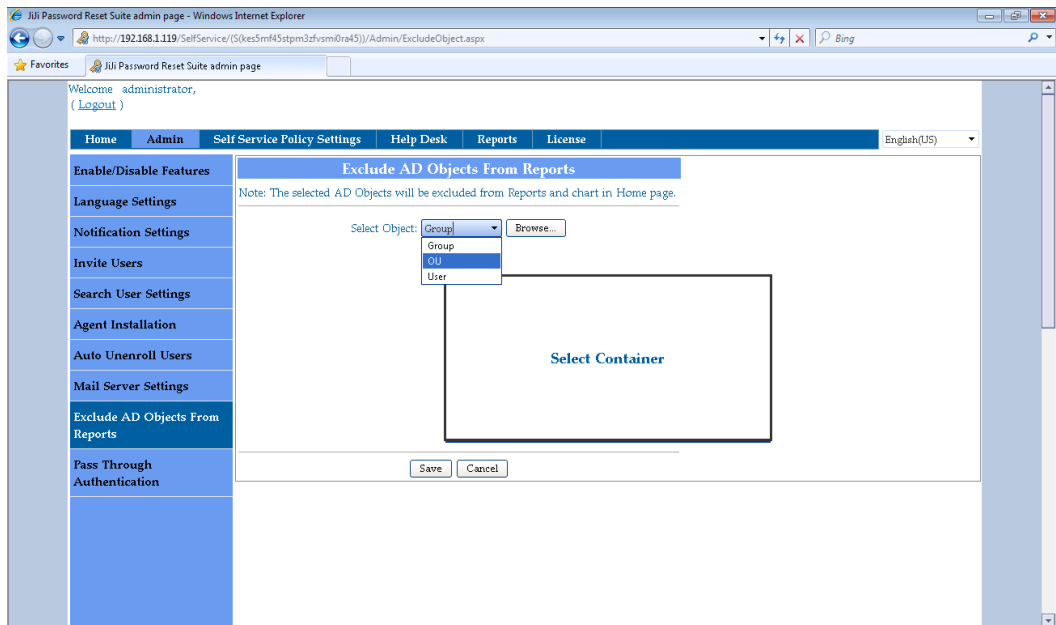 JiJi Password Reset Suite admin page - Windows Internet Explorer
http://192.168.1.119/SelfService/(S(kes5mf45stpm3zfvsmi0ra45))/Admin/ExcludeObject.aspx
Bing
Favorites
JiJi Password Reset Suite admin page
Welcome administrator,
( Logout )
Home Admin Self Service Policy Settings Help Desk Reports License
English(US)
Enable/Disable Features
Language Settings
Notification Settings
Invite Users
Search User Settings
Agent Installation
Auto Unenroll Users
Mail Server Settings
Exclude AD Objects From
Reports
Pass Through
Authentication
Exclude AD Objects From Reports
Note: The selected AD Objects will be excluded from Reports and chart in Home page.
Select Object: Group Browse...
Group
OU
User
Select Container
Save Cancel